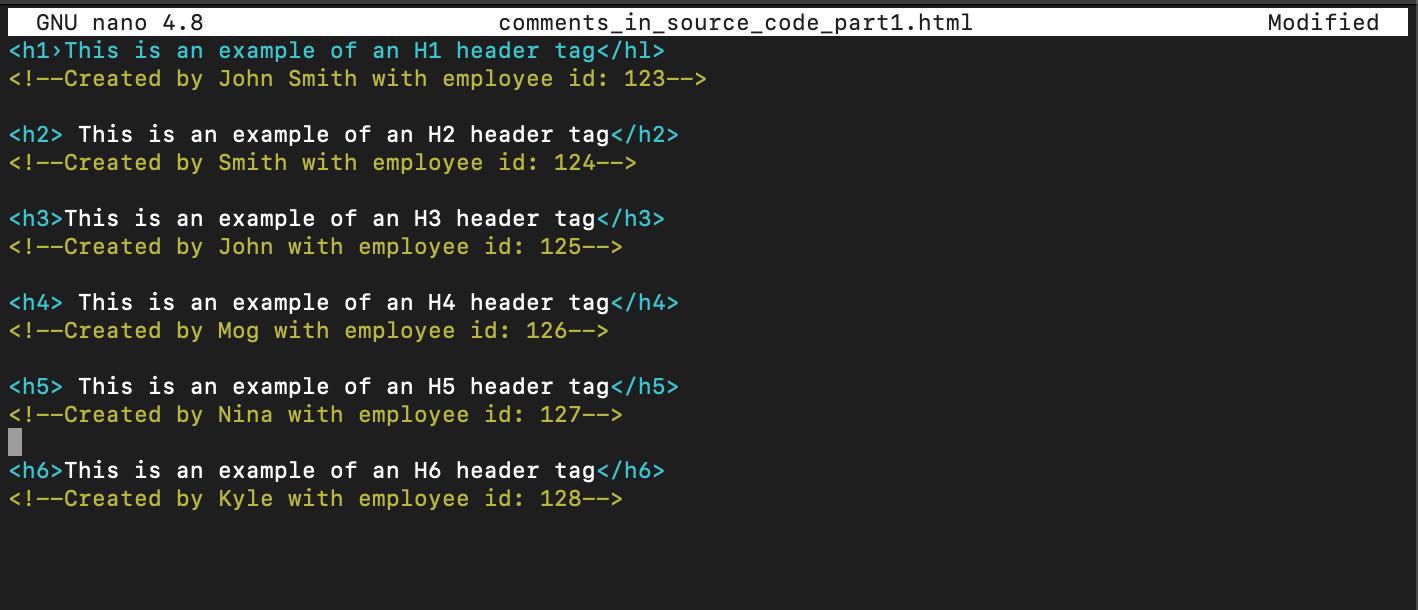 GNU nano 4.8 comments_in_source_code_part1.html Modified
<h1›This is an example of an H1 header tag</hl>
<!--Created by John Smith with employee id: 123-->
<h2> This is an example of an H2 header tag</h2>
<!--Created by Smith with employee id: 124-->
<h3>This is an example of an H3 header tag</h3>
<!--Created by John with employee id: 125-->
<h4> This is an example of an H4 header tag</h4>
<!--Created by Mog with employee id: 126-->
<h5> This is an example of an H5 header tag</h5>
<!--Created by Nina with employee id: 127-->
<h6>This is an example of an H6 header tag</h6>
<!--Created by Kyle with employee id: 128-->